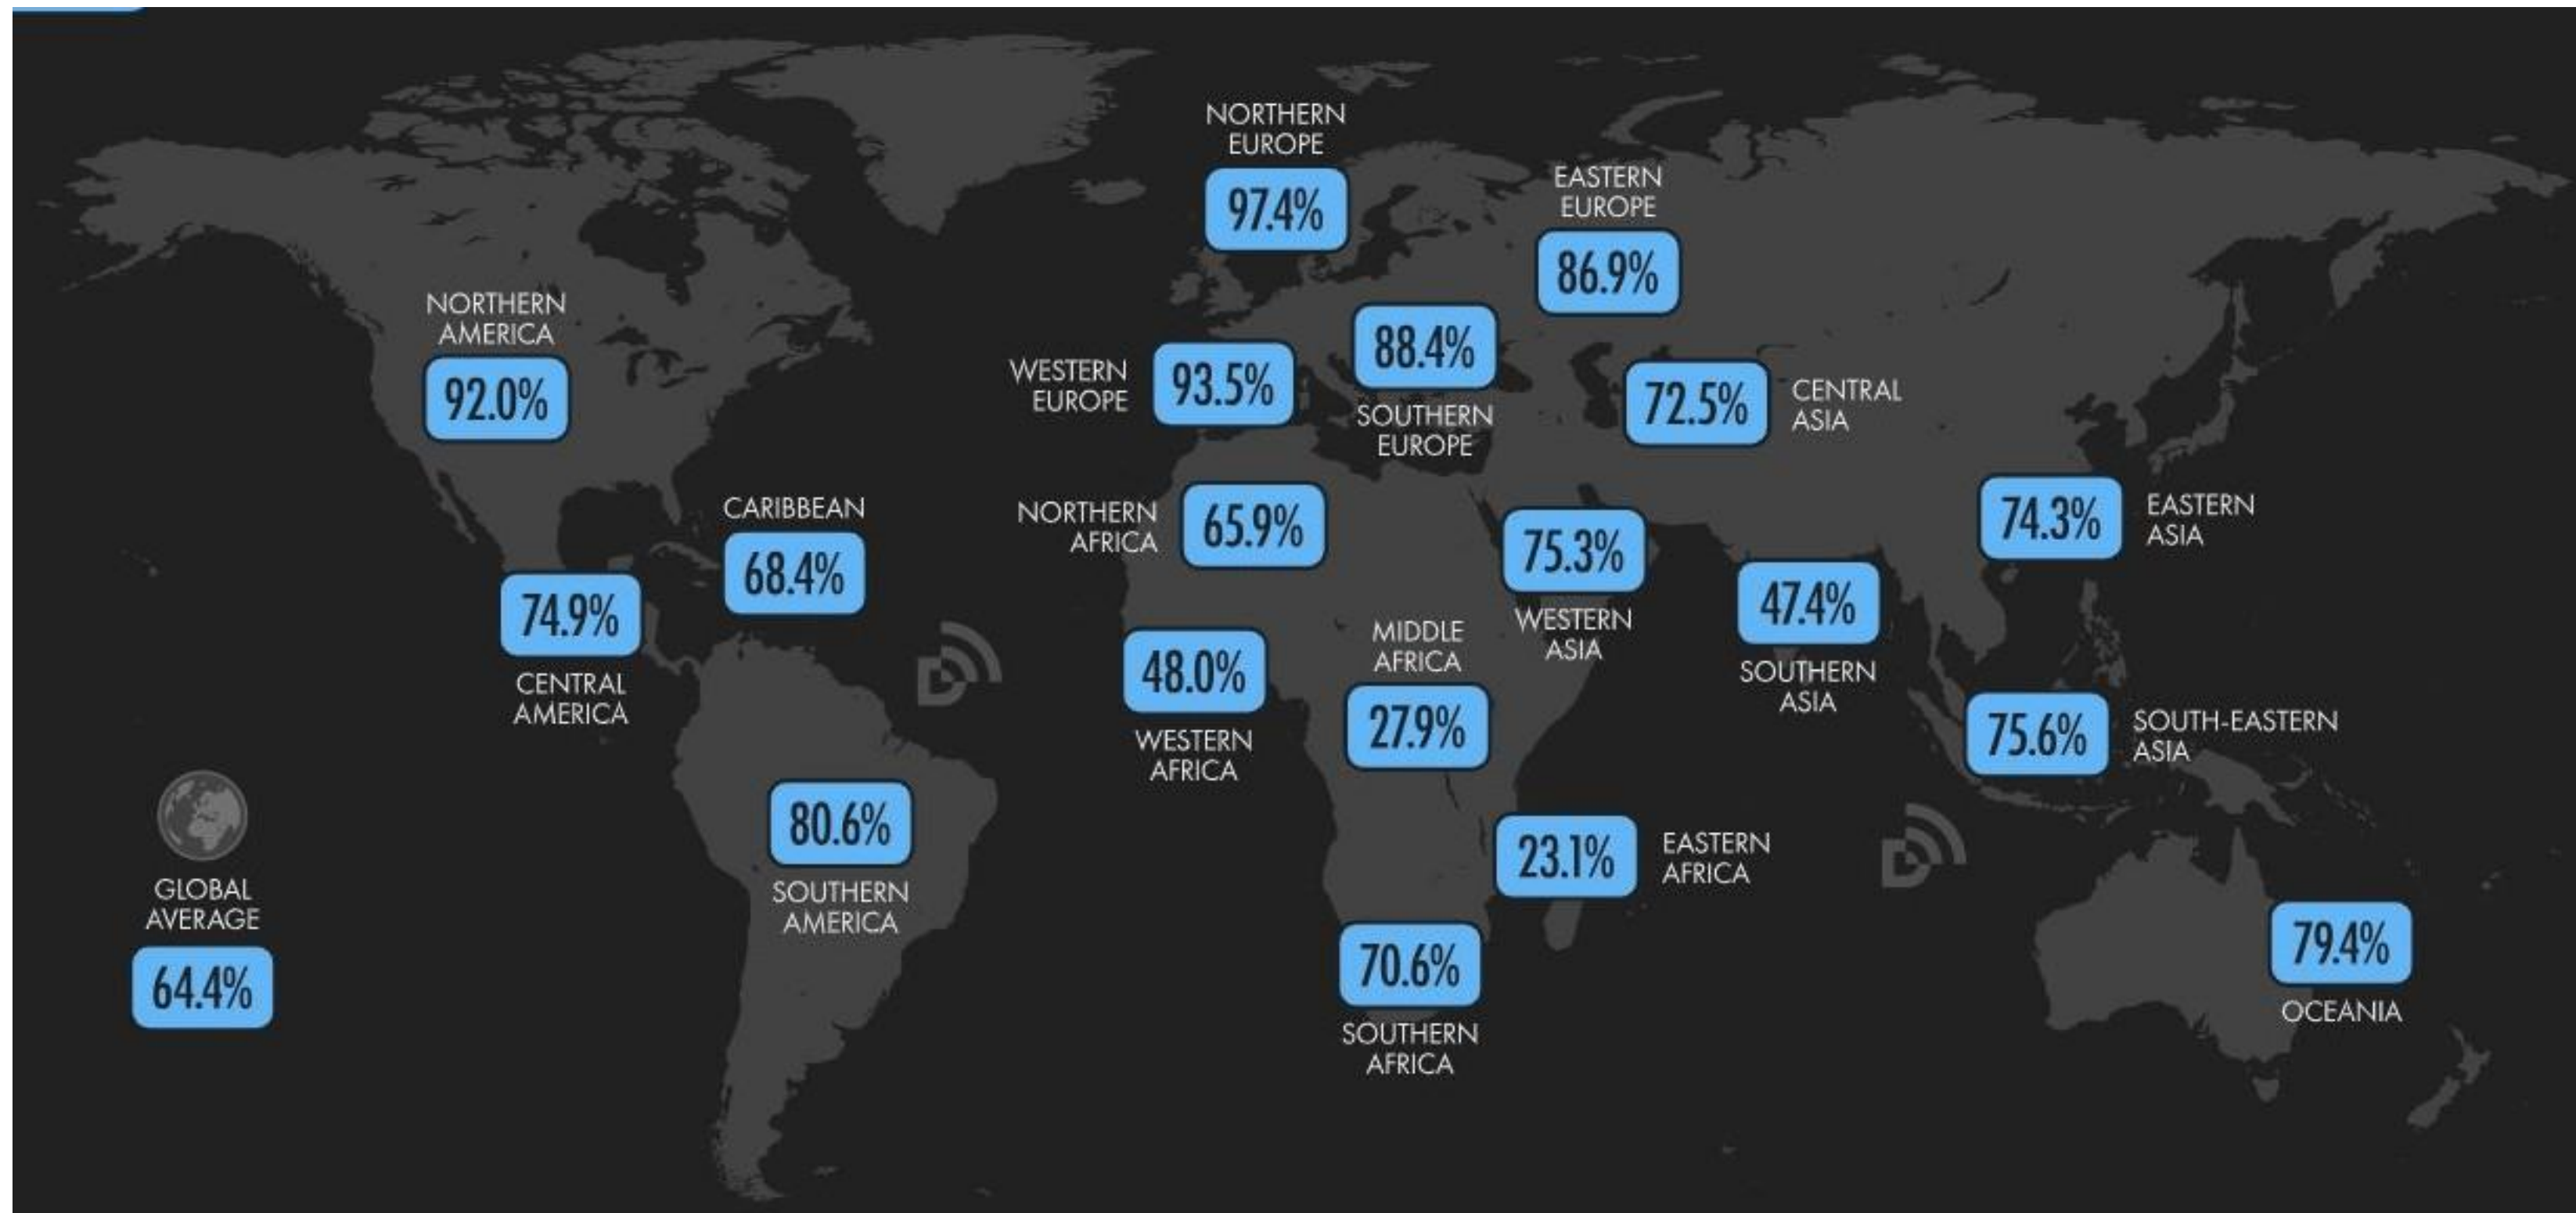 NORTHERN
EUROPE
97.4%
EASTERN
EUROPE
86.9%
NORTHERN
AMERICA
92.0%
WESTERN
EUROPE
93.5%
88.4%
SOUTHERN
EUROPE
72.5%
CENTRAL
ASIA
CARIBBEAN
68.4%
NORTHERN
AFRICA
65.9%
75.3%
WESTERN
ASIA
74.3%
EASTERN
ASIA
74.9%
CENTRAL
AMERICA
48.0%
WESTERN
AFRICA
MIDDLE
AFRICA
27.9%
47.4%
SOUTHERN
ASIA
75.6%
SOUTH-EASTERN
ASIA
80.6%
SOUTHERN
AMERICA
23.1%
EASTERN
AFRICA
GLOBAL
AVERAGE
64.4%
70.6%
SOUTHERN
AFRICA
79.4%
OCEANIA